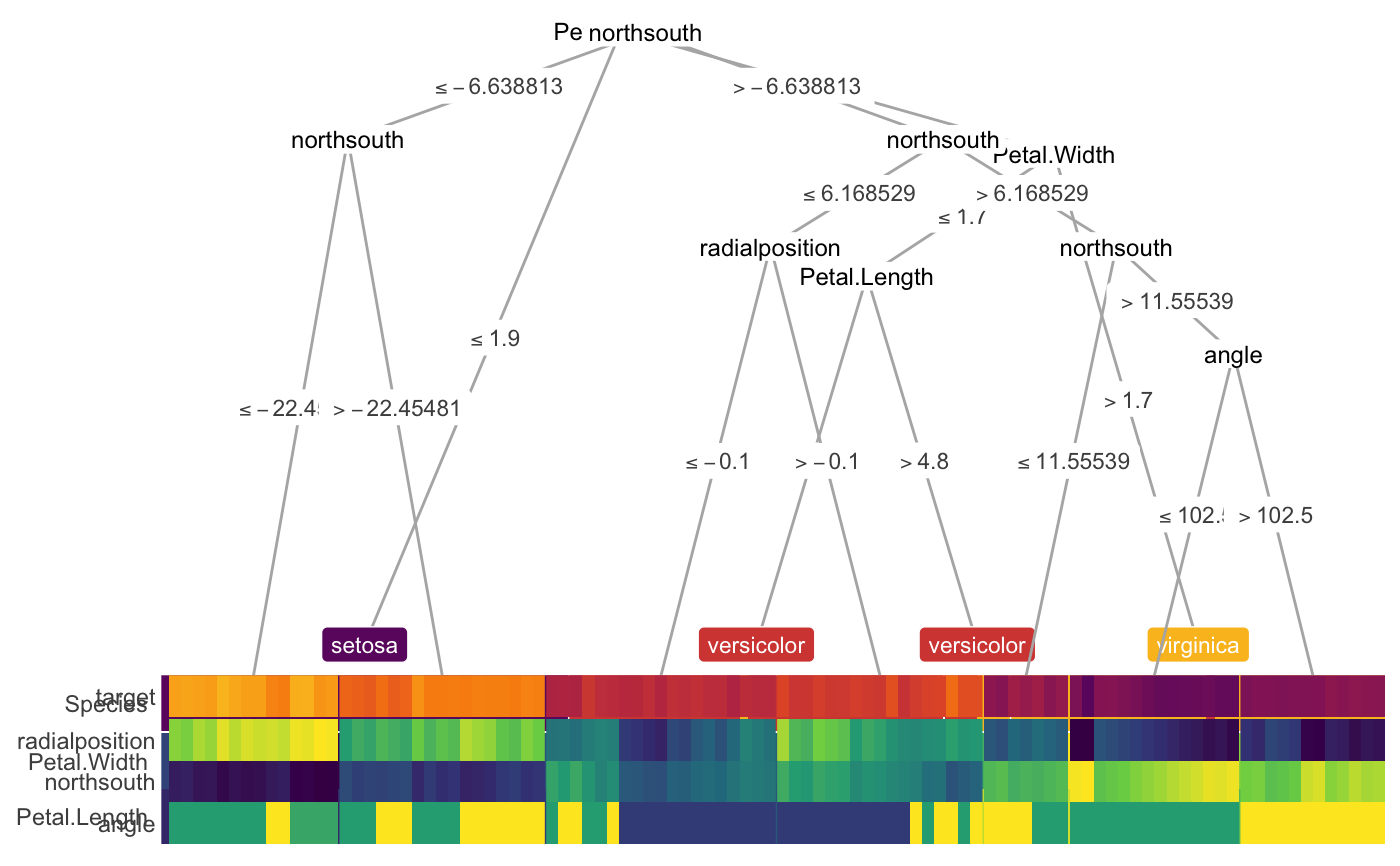 Pe northsouth
≤ −6.638813
> −6.638813
northsouth
northsouth
Petal.Width
≤ 6.168529
> 6.168529
≤ 1.7
radialposition
northsouth
Petal.Length
> 11.55539
≤ 1.9
angle
> 1.7
≤ −22.4
> −22.45481
≤ −0.1
> −0.1
> 4.8
≤ 11.55539
≤ 102.5
> 102.5
setosa
versicolor
versicolor
virginica
target
Species
radialposition
Petal.Width
northsouth
Petal.Length
angle